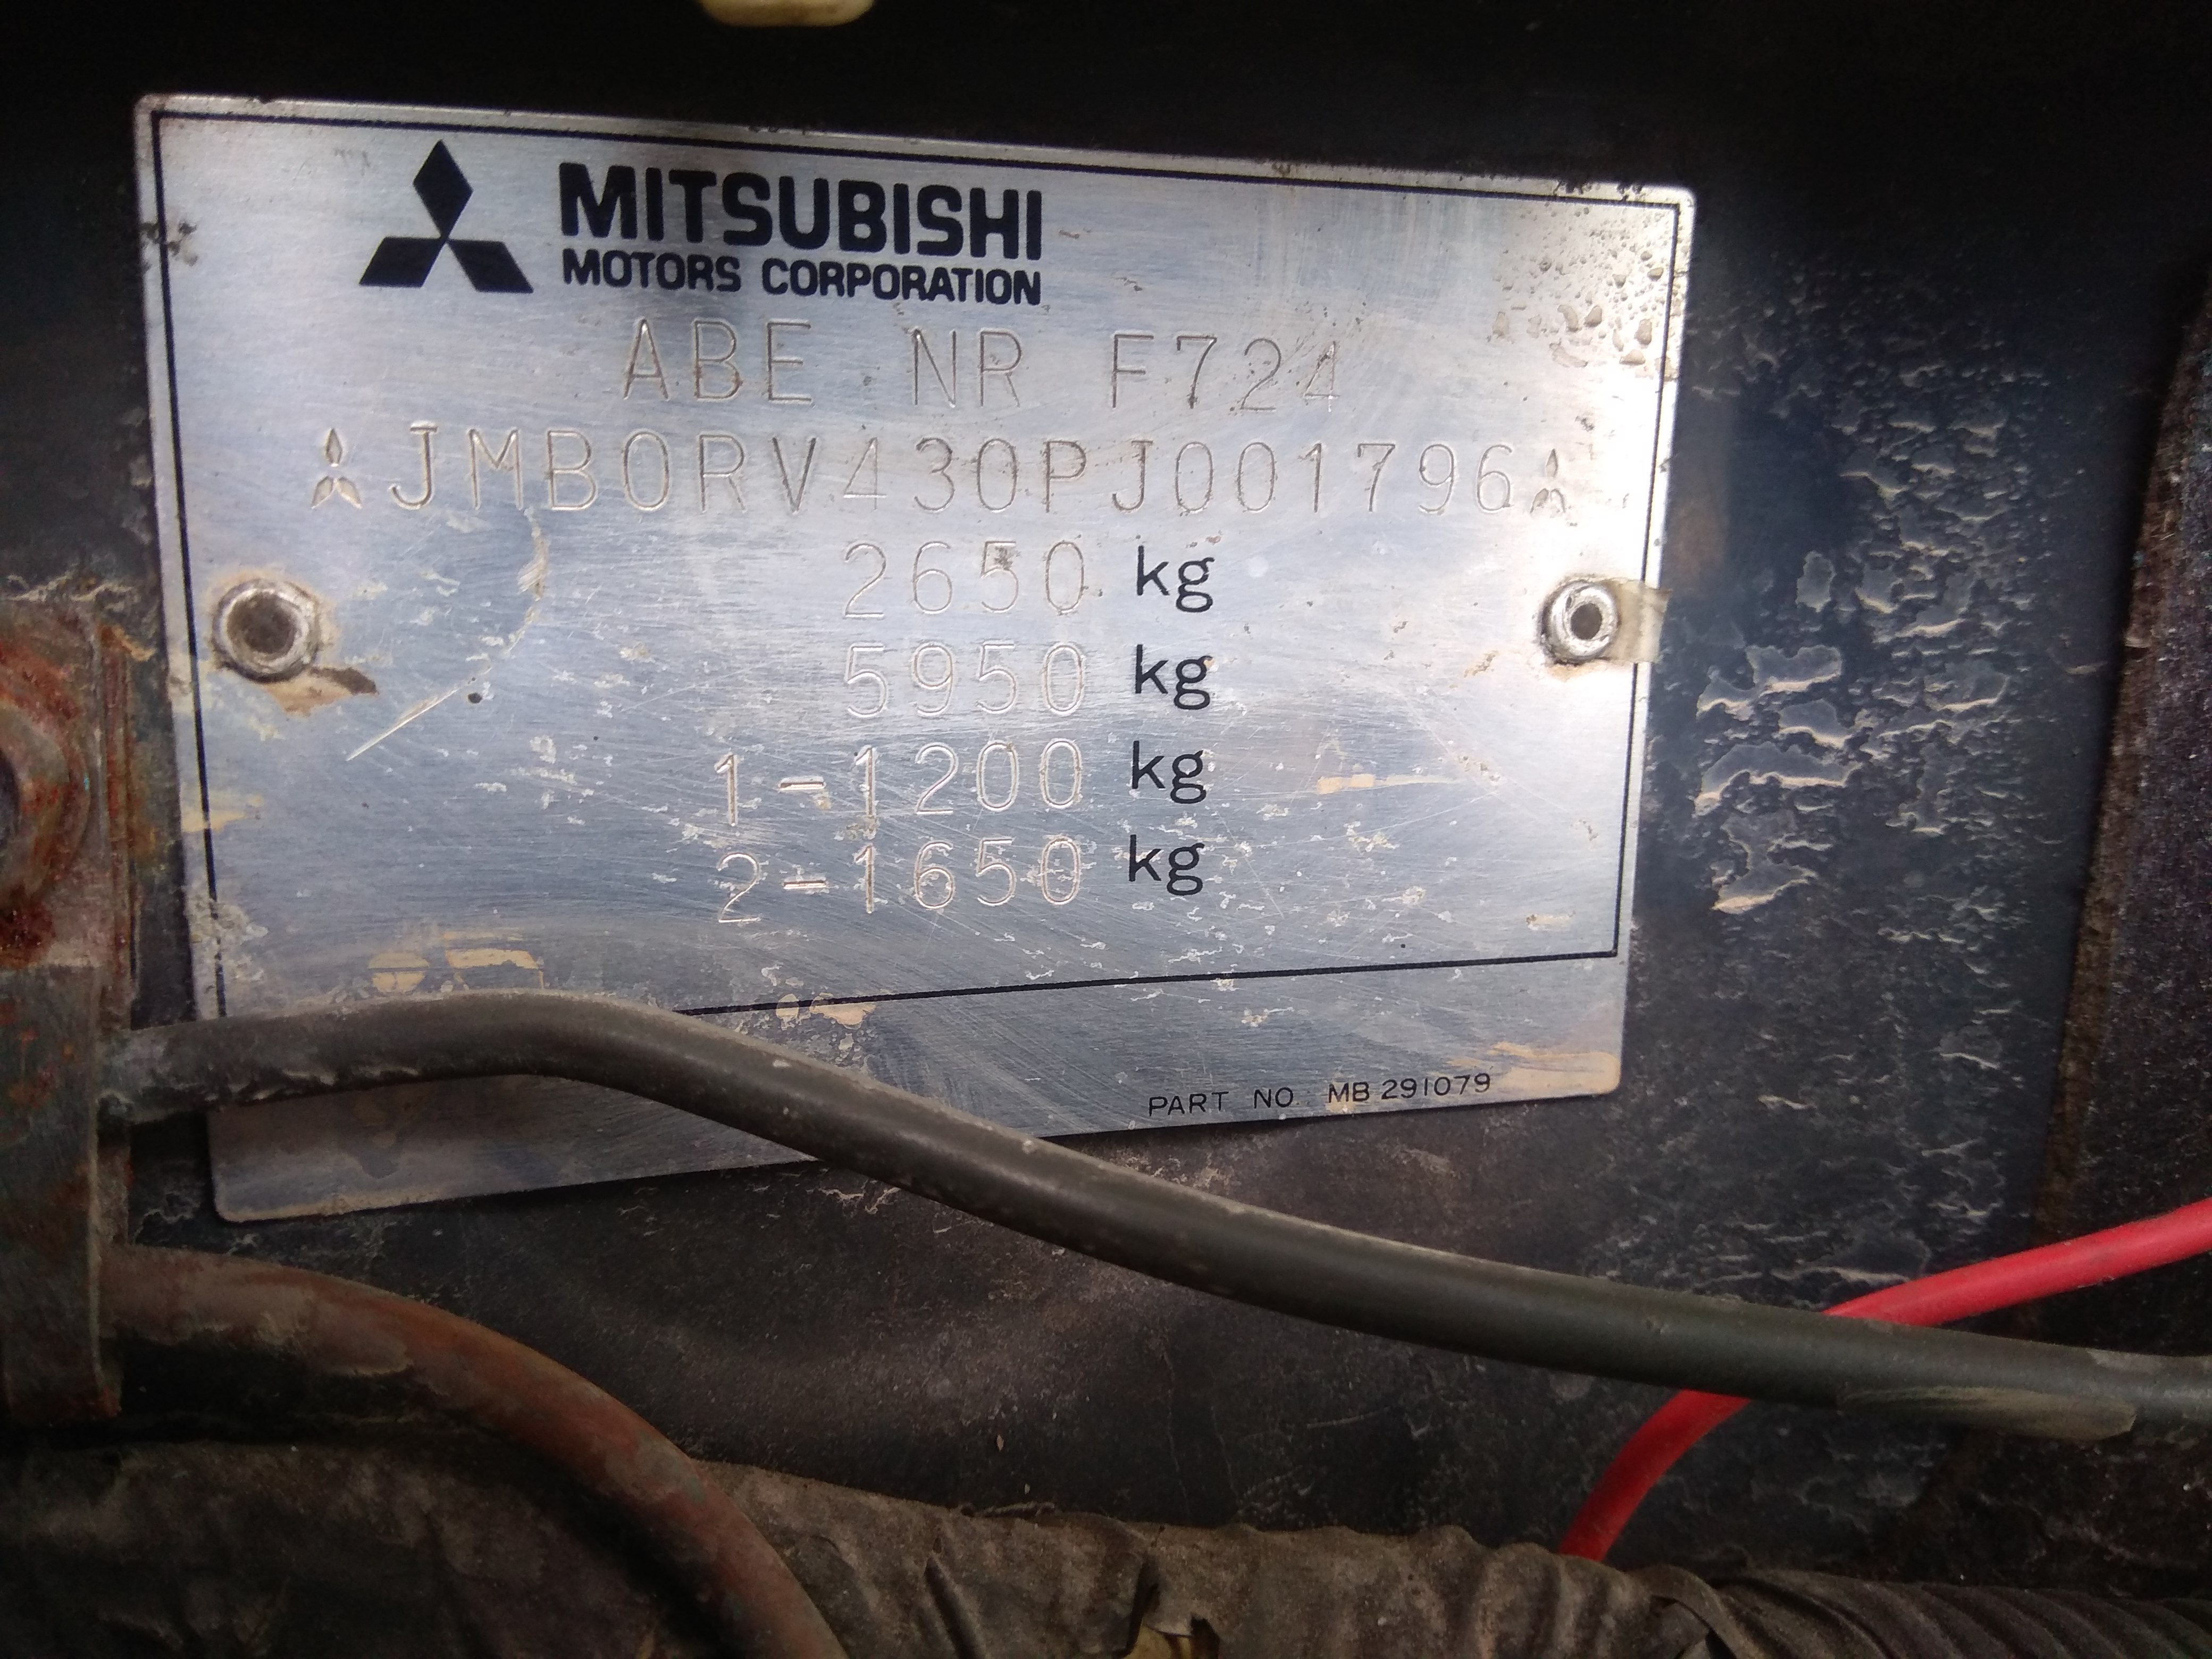 MITSUBISHI
MOTORS CORPORATION
ABE NR F724
JMB0RV430PJ001796
2650 kg
5950 kg
1-1200 kg
2-1650 kg
PART NO. MB 291079